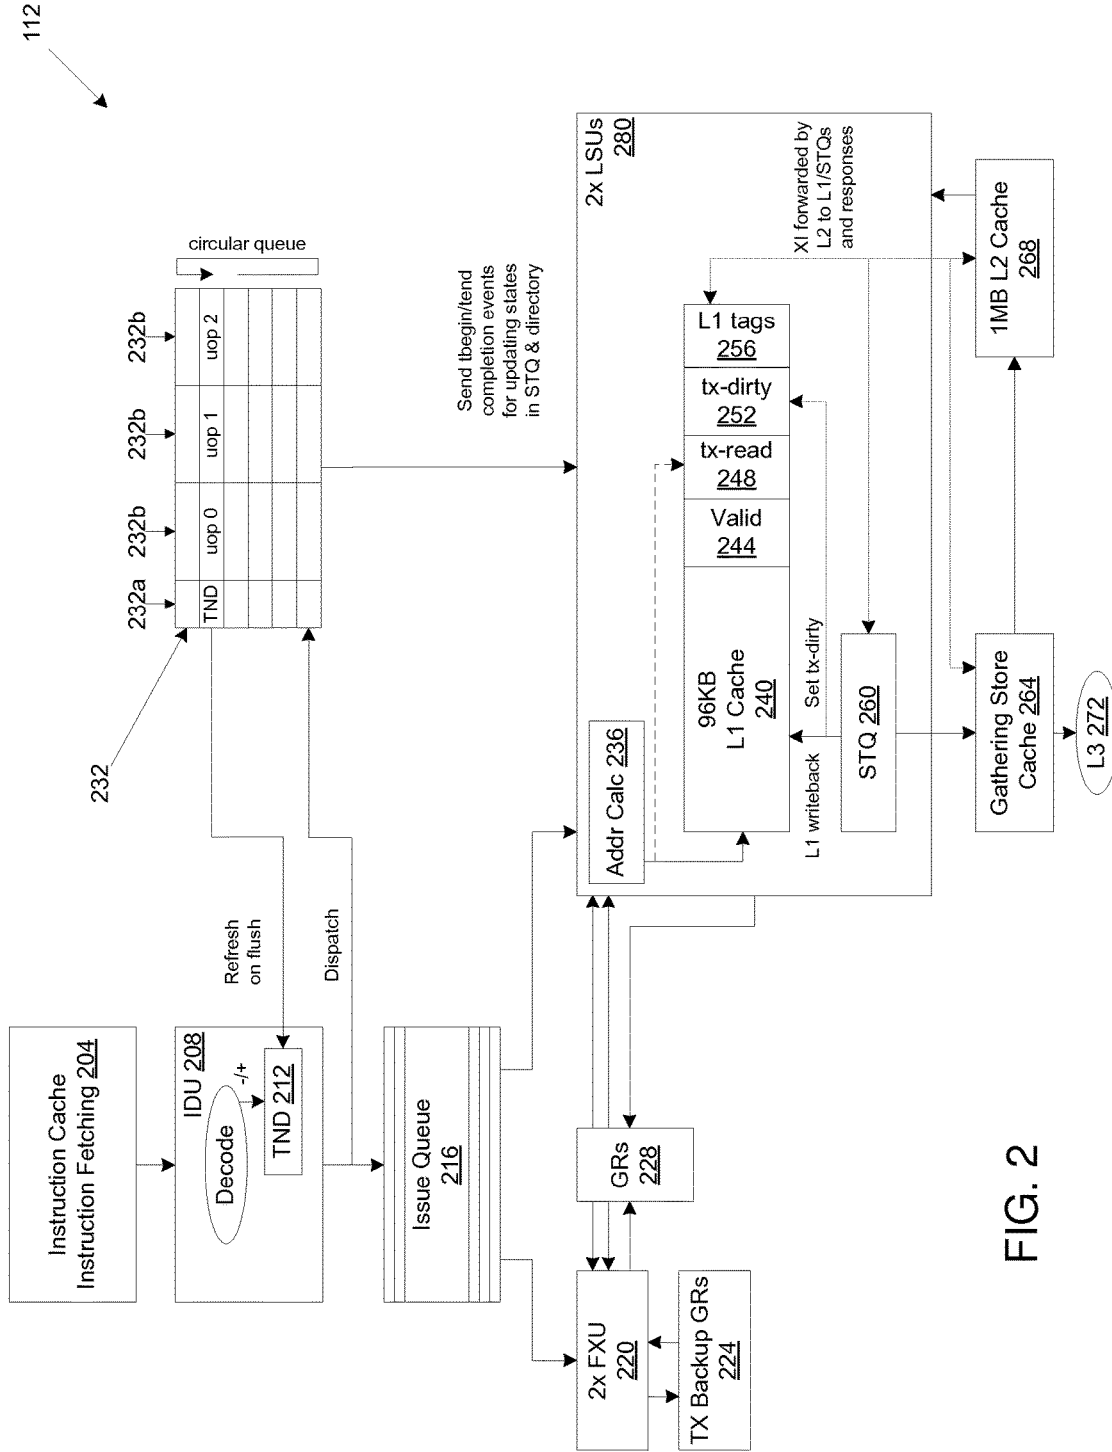 112
Instruction Cache
Instruction Fetching 204
IDU 208
Decode
-/+
TND 212
Refresh
on flush
Dispatch
232
232a
232b
232b
232b
TND
uop 0
uop 1
uop 2
circular queue
Issue Queue
216
Send tbegin/tend
completion events
for updating states
in STQ & directory
2x FXU
220
TX Backup GRs
224
GRs
228
2x LSUs
280
Addr Calc 236
96KB
L1 Cache
240
Valid
244
tx-read
248
tx-dirty
252
L1 tags
256
L1 writeback
Set tx-dirty
XI forwarded by
L2 to L1/STQs
and responses
STQ 260
Gathering Store
Cache 264
1MB L2 Cache
268
L3 272
FIG. 2